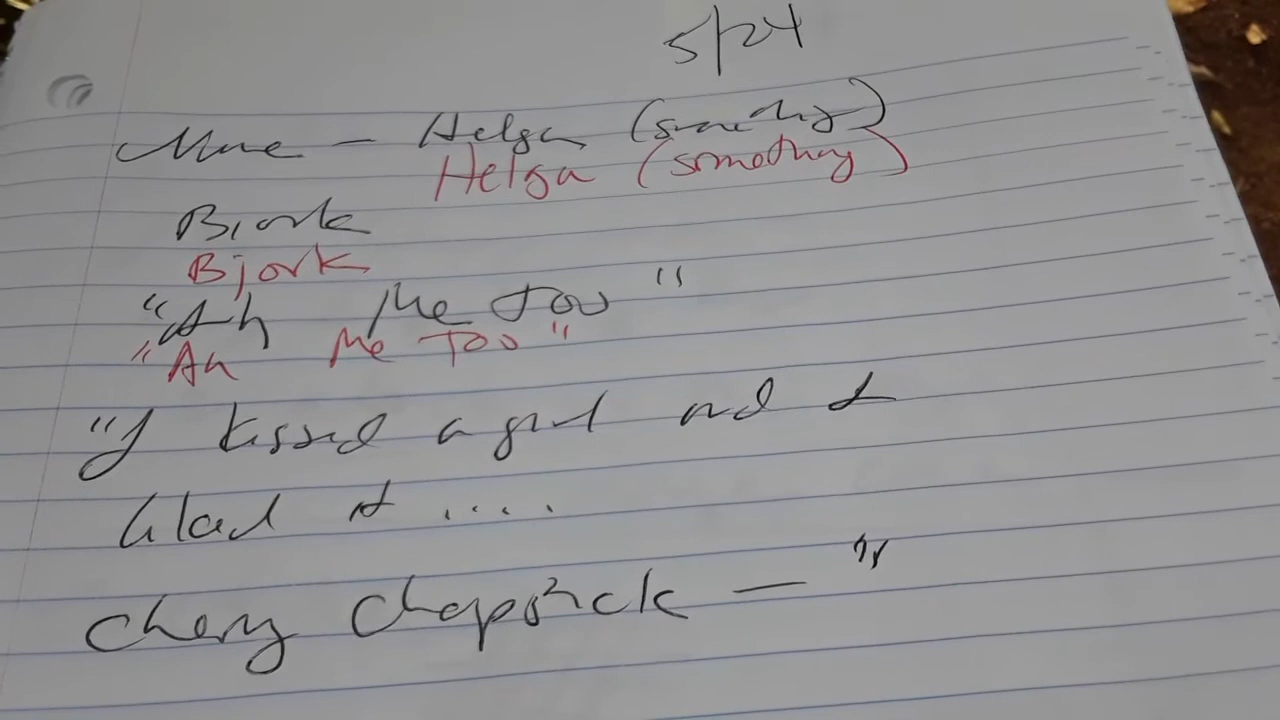 5/24
Mine - Helga (something)
Helga (something)
Bjork
Bjork
"Ah Me Too"
"Ah Me Too"
"I kissed a girl and I
liked it ....
Cherry Chapstick - "